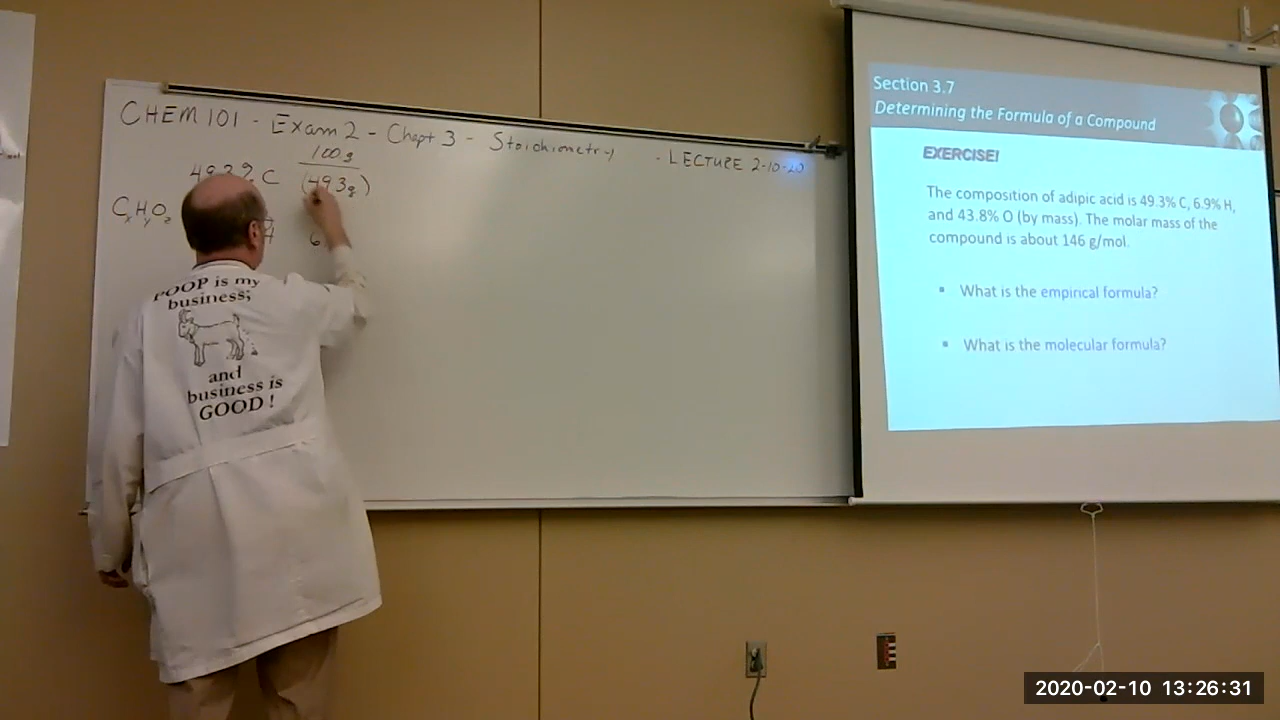 CHEM 101 - Exam 2 - Chapt 3 - Stoichiometry - LECTURE 2-10-20
100g
49.3% C (49.3g)
CxHyOz
6
POOP is my
business;
and
business is
GOOD!
Section 3.7
Determining the Formula of a Compound
EXERCISE!
The composition of adipic acid is 49.3% C, 6.9% H,
and 43.8% O (by mass). The molar mass of the
compound is about 146 g/mol.
▪ What is the empirical formula?
▪ What is the molecular formula?
2020-02-10 13:26:31